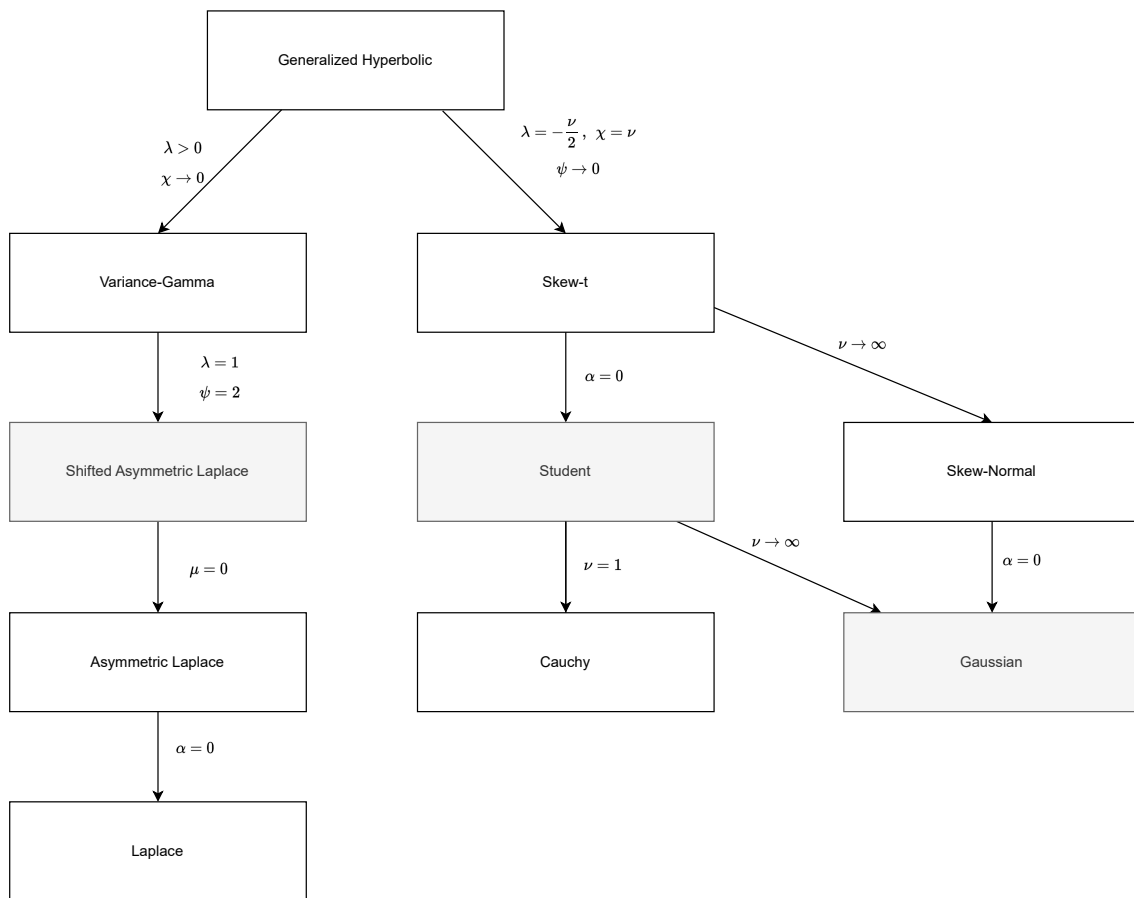 Generalized Hyperbolic
λ = −ν/2 , χ = ν
λ > 0
ψ → 0
χ → 0
Variance-Gamma
Skew-t
ν → ∞
λ = 1
α = 0
ψ = 2
Shifted Asymmetric Laplace
Student
Skew-Normal
ν → ∞
μ = 0
ν = 1
α = 0
Asymmetric Laplace
Cauchy
Gaussian
α = 0
Laplace